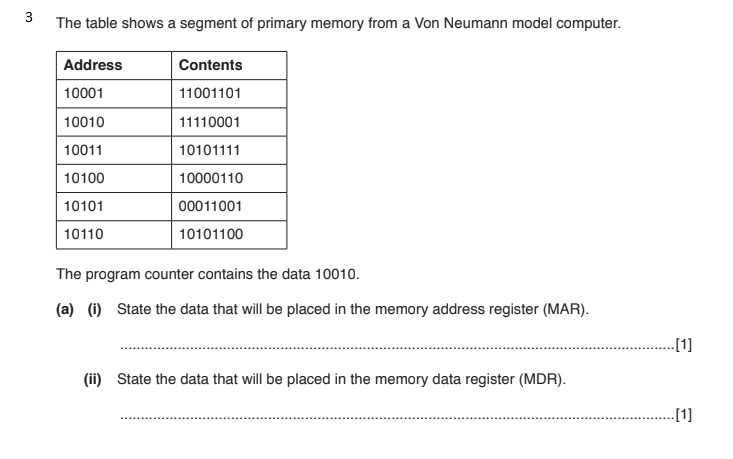 3 The table shows a segment of primary memory from a Von Neumann model computer.
Address Contents
10001 11001101
10010 11110001
10011 10101111
10100 10000110
10101 00011001
10110 10101100
The program counter contains the data 10010.
(a) (i) State the data that will be placed in the memory address register (MAR).
[1]
(ii) State the data that will be placed in the memory data register (MDR).
[1]